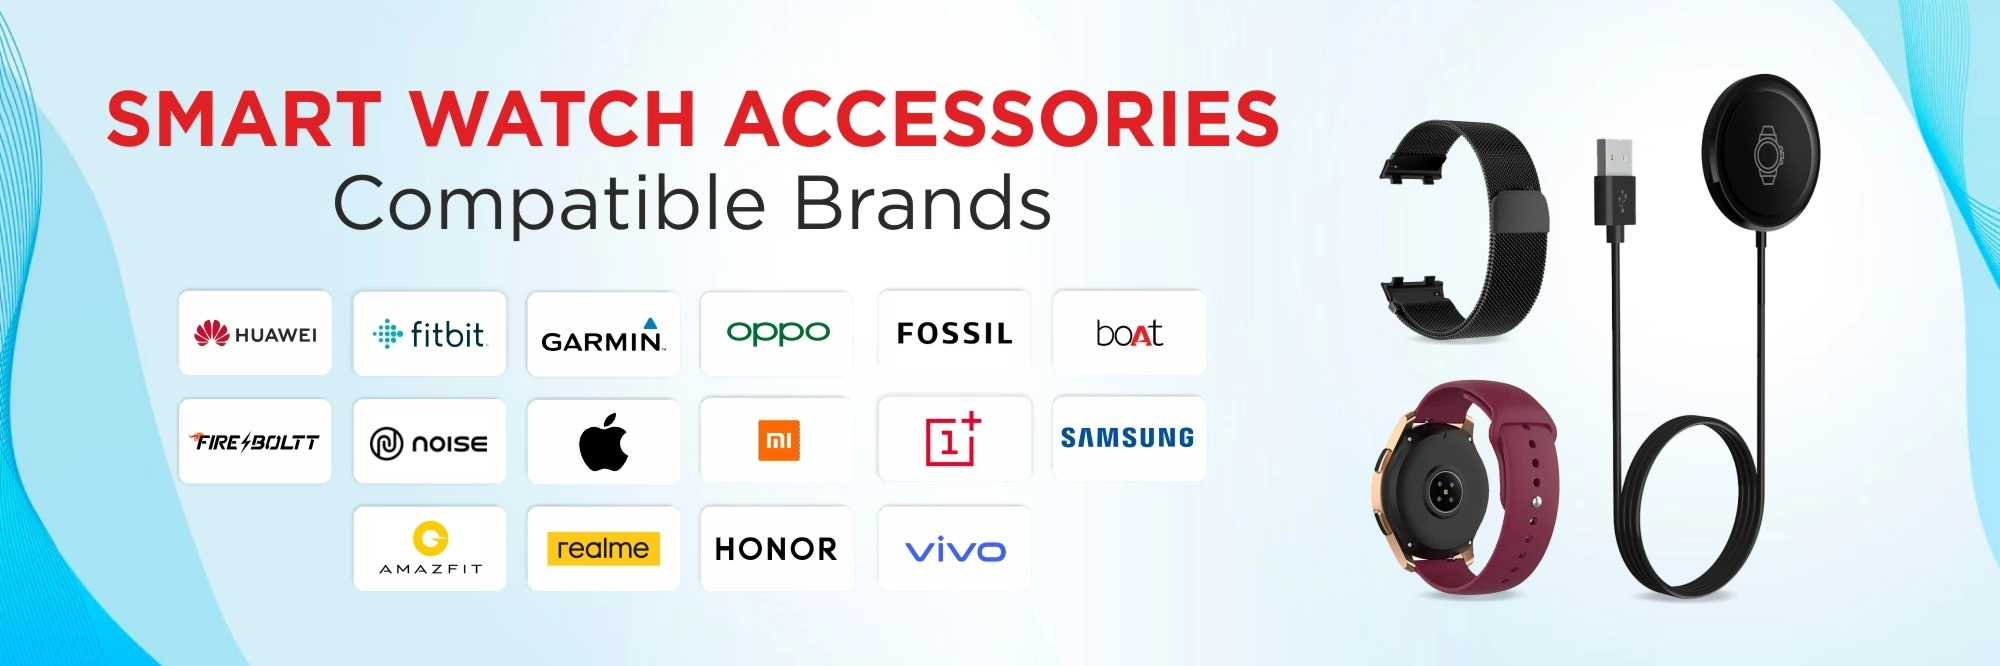 SMART WATCH ACCESSORIES
Compatible Brands
HUAWEI
fitbit
GARMIN
oppo
FOSSIL
boAt
FIRE BOLTT
noise
mi
1+
SAMSUNG
AMAZFIT
realme
HONOR
vivo